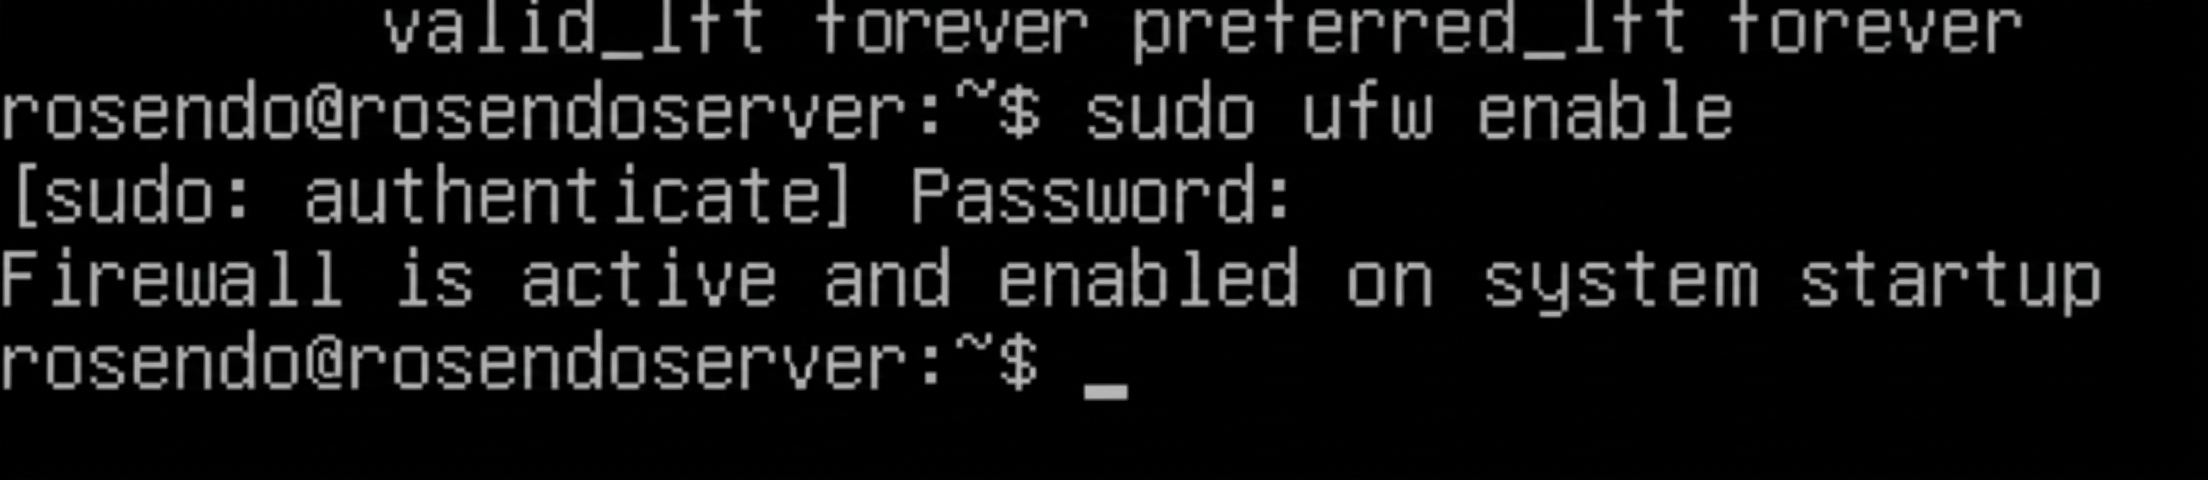 valid_lft forever preferred_lft forever
rosendo@rosendoserver:~$ sudo ufw enable
[sudo: authenticate] Password:
Firewall is active and enabled on system startup
rosendo@rosendoserver:~$ _